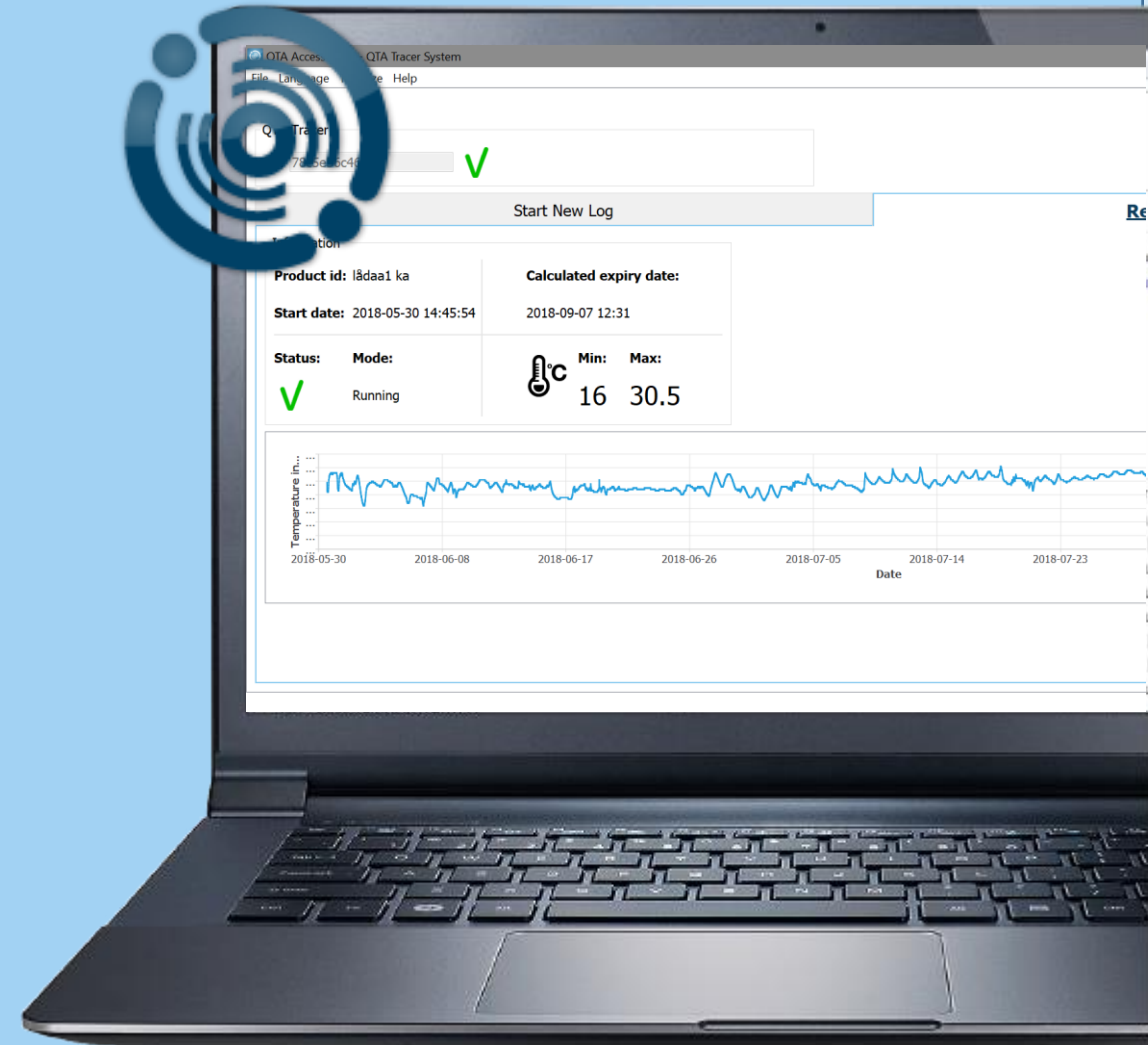 QTA Tracer System
File Language Help
Start New Log
Product id: lådaa1 ka Calculated expiry date:
Start date: 2018-05-30 14:45:54 2018-09-07 12:31
Status: Mode: °C Min: Max:
Running 16 30.5
Temperature in...
2018-05-30 2018-06-08 2018-06-17 2018-06-26 2018-07-05 2018-07-14 2018-07-23
Date